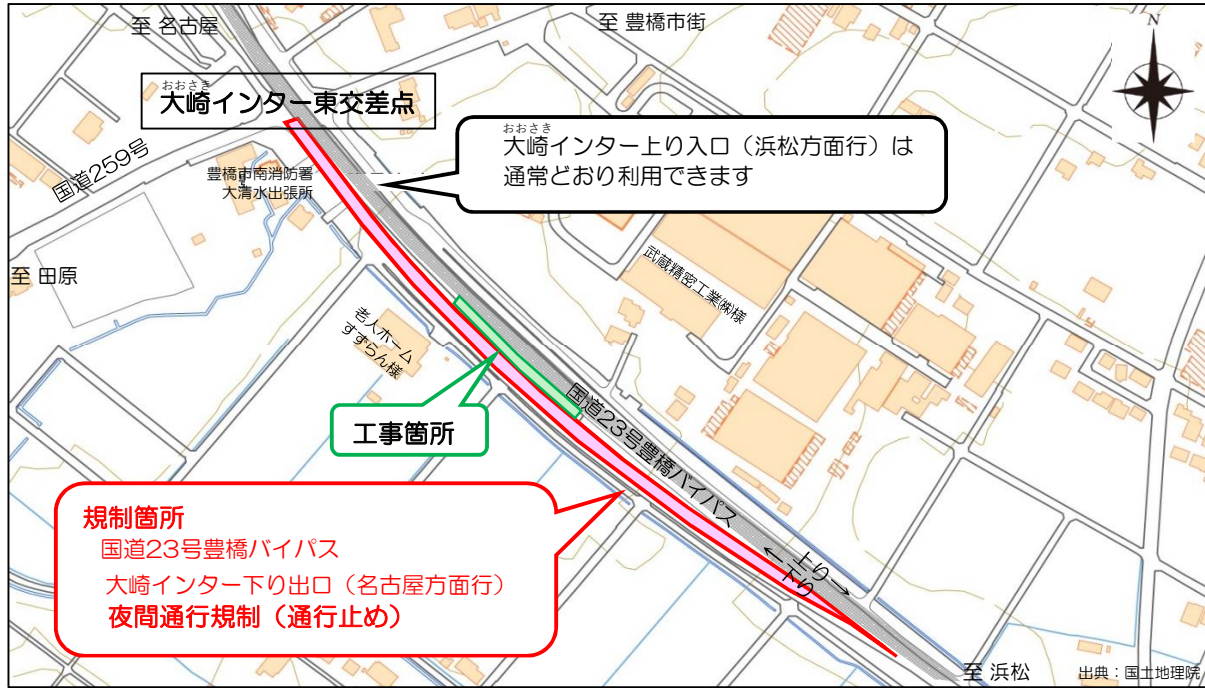 至 名古屋
至 豊橋市街
N
おおさき
大崎インター東交差点
おおさき
大崎インター上り入口（浜松方面行）は
通常どおり利用できます
国道259号
豊橋市南消防署
大清水出張所
至 田原
武蔵精密工業㈱様
老人ホーム
すずらん様
工事箇所
国道23号豊橋バイパス
規制箇所
国道23号豊橋バイパス
大崎インター下り出口（名古屋方面行）
夜間通行規制（通行止め）
上り→
←下り
至 浜松
出典：国土地理院